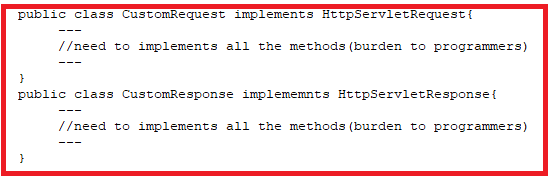 public class CustomRequest implements HttpServletRequest{
---
//need to implements all the methods(burden to programmers)
---
}
public class CustomResponse implememnts HttpServletResponse{
---
//need to implements all the methods(burden to programmers)
---
}